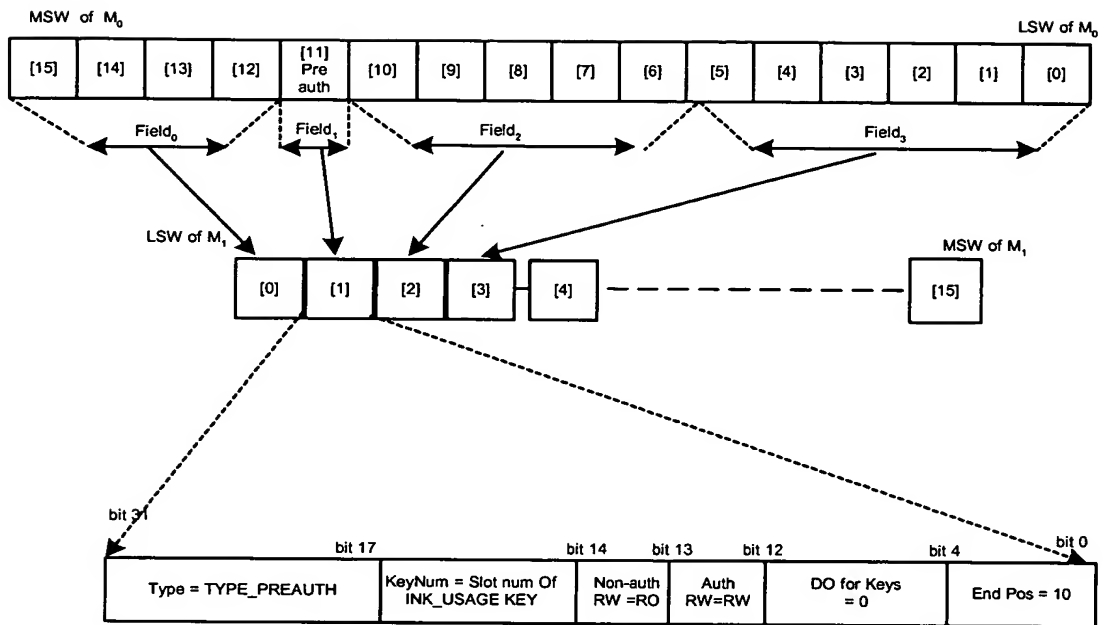 MSW of M0
LSW of M0
[15] [14] [13} [12] [11] Pre auth [10] [9] [8] [7] [6} [5] [4] [3] [2] [1] [0]
Field0 Field1 Field2 Field3
LSW of M1
MSW of M1
[0] [1] [2] [3] [4] [15]
bit 31 bit 17 bit 14 bit 13 bit 12 bit 4 bit 0
Type = TYPE_PREAUTH
KeyNum = Slot num Of
INK_USAGE KEY
Non-auth
RW =RO
Auth
RW=RW
DO for Keys
= 0
End Pos = 10